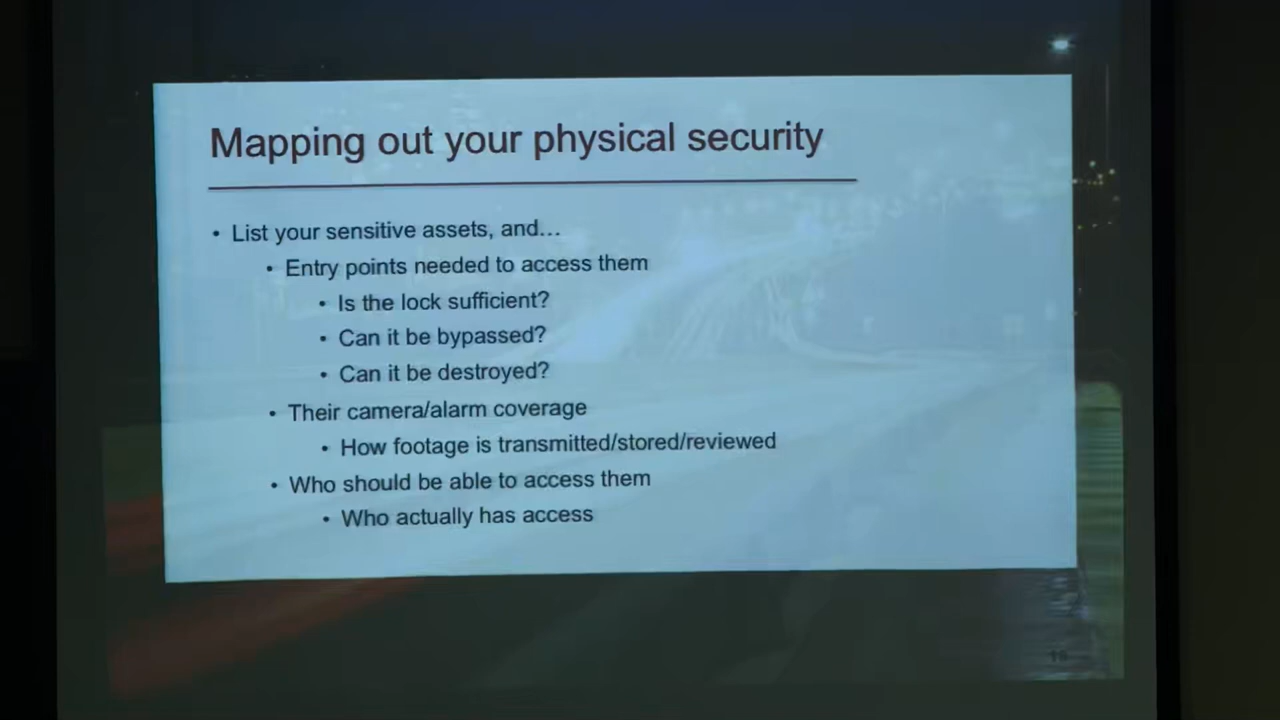 Mapping out your physical security
• List your sensitive assets, and...
• Entry points needed to access them
• Is the lock sufficient?
• Can it be bypassed?
• Can it be destroyed?
• Their camera/alarm coverage
• How footage is transmitted/stored/reviewed
• Who should be able to access them
• Who actually has access